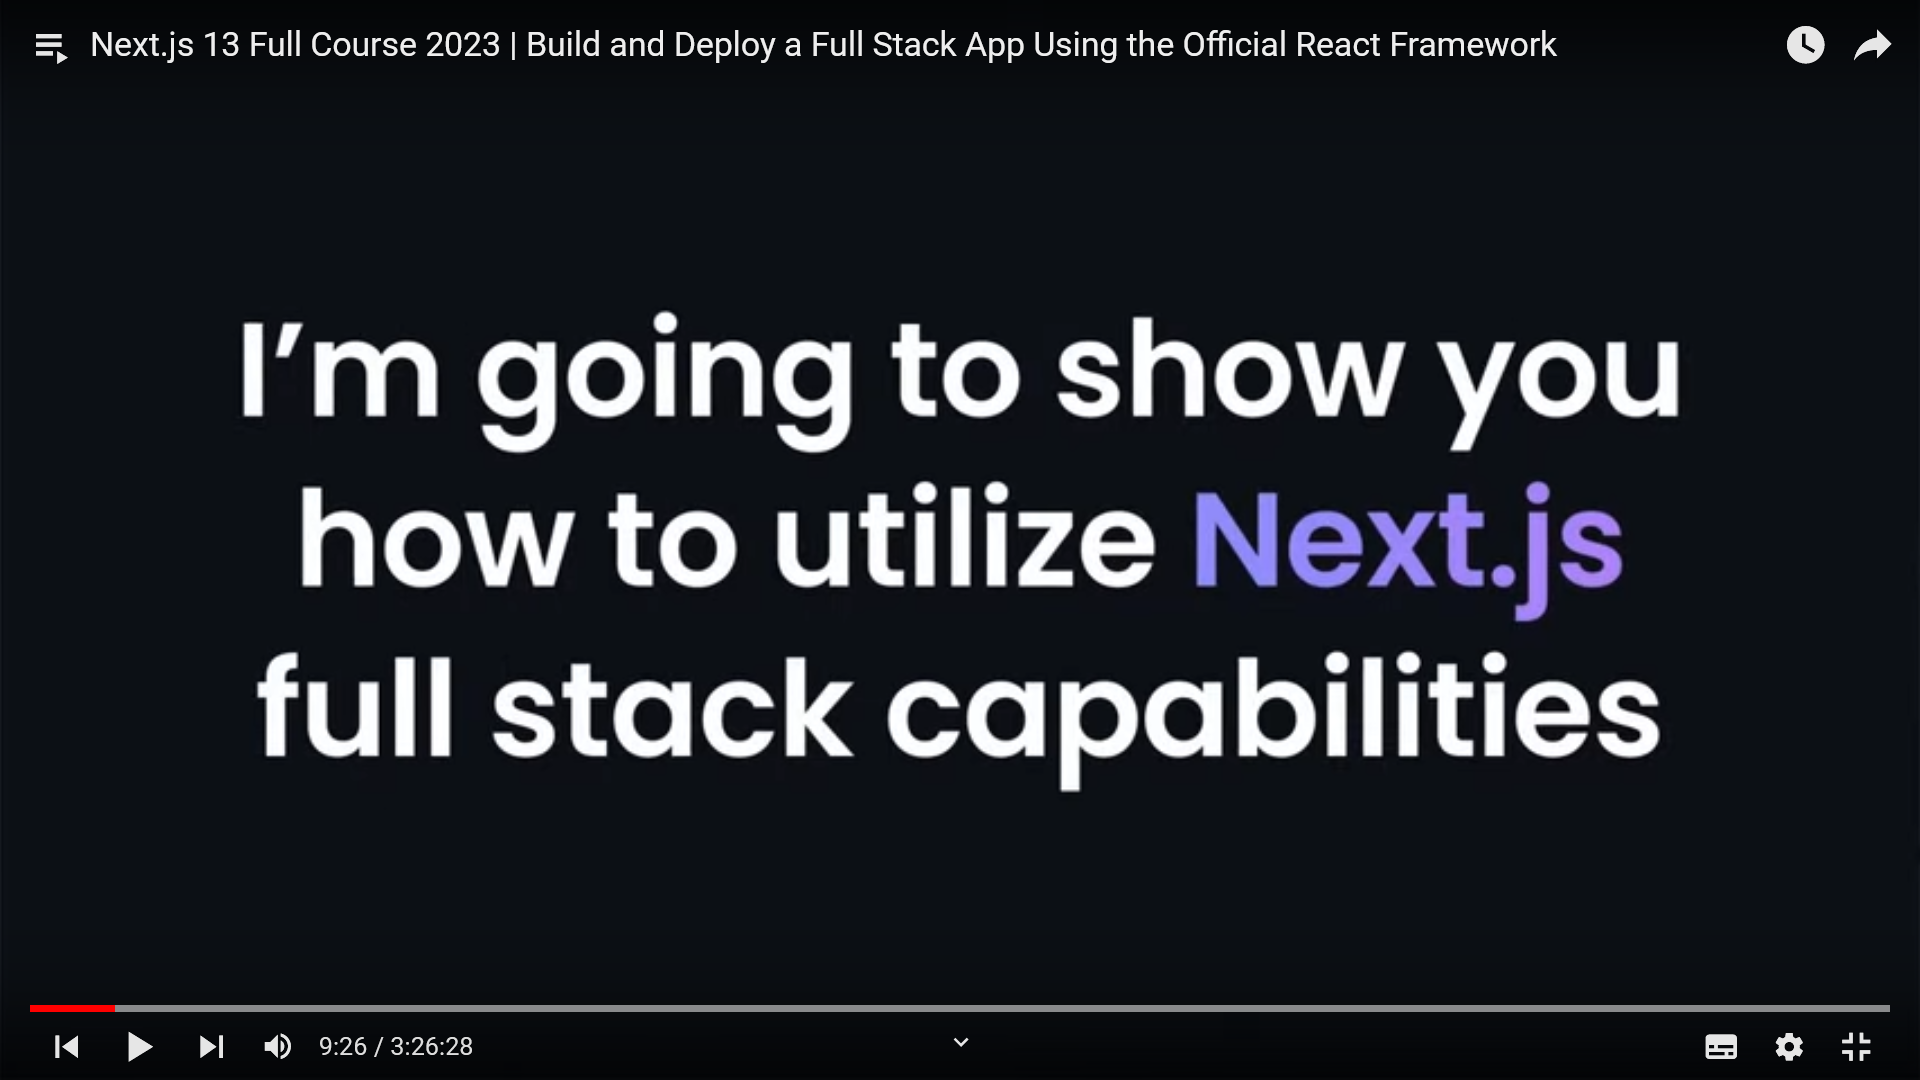 Next.js 13 Full Course 2023 | Build and Deploy a Full Stack App Using the Official React Framework
I’m going to show you
how to utilize Next.js
full stack capabilities
9:26 / 3:26:28